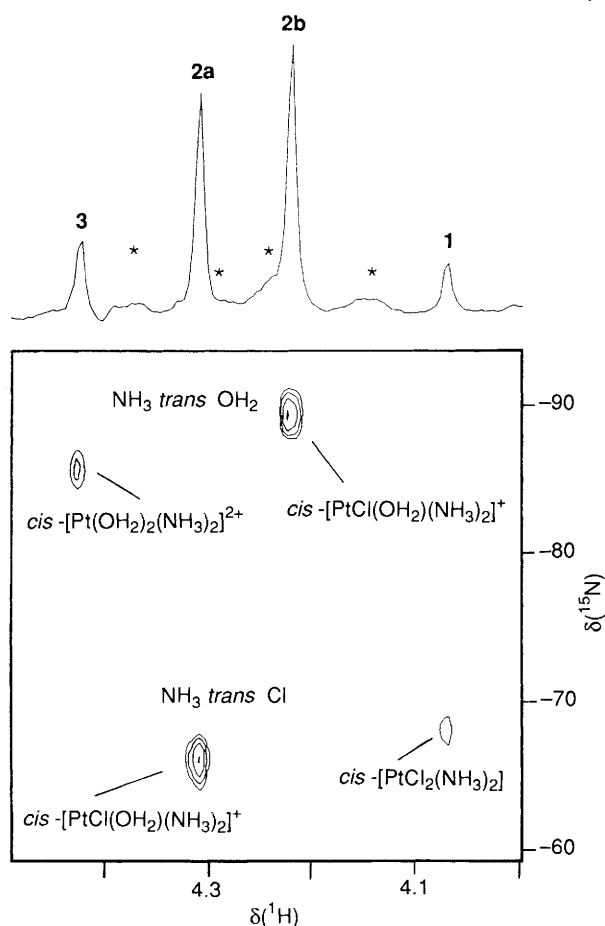 2b
2a
3
*
*
*
*
1
NH₃ trans OH₂
cis -[Pt(OH₂)₂(NH₃)₂]²⁺
cis -[PtCl(OH₂)(NH₃)₂]⁺
NH₃ trans Cl
cis -[PtCl₂(NH₃)₂]
cis -[PtCl(OH₂)(NH₃)₂]⁺
–90
–80
–70
–60
δ(¹⁵N)
4.3
4.1
δ(¹H)